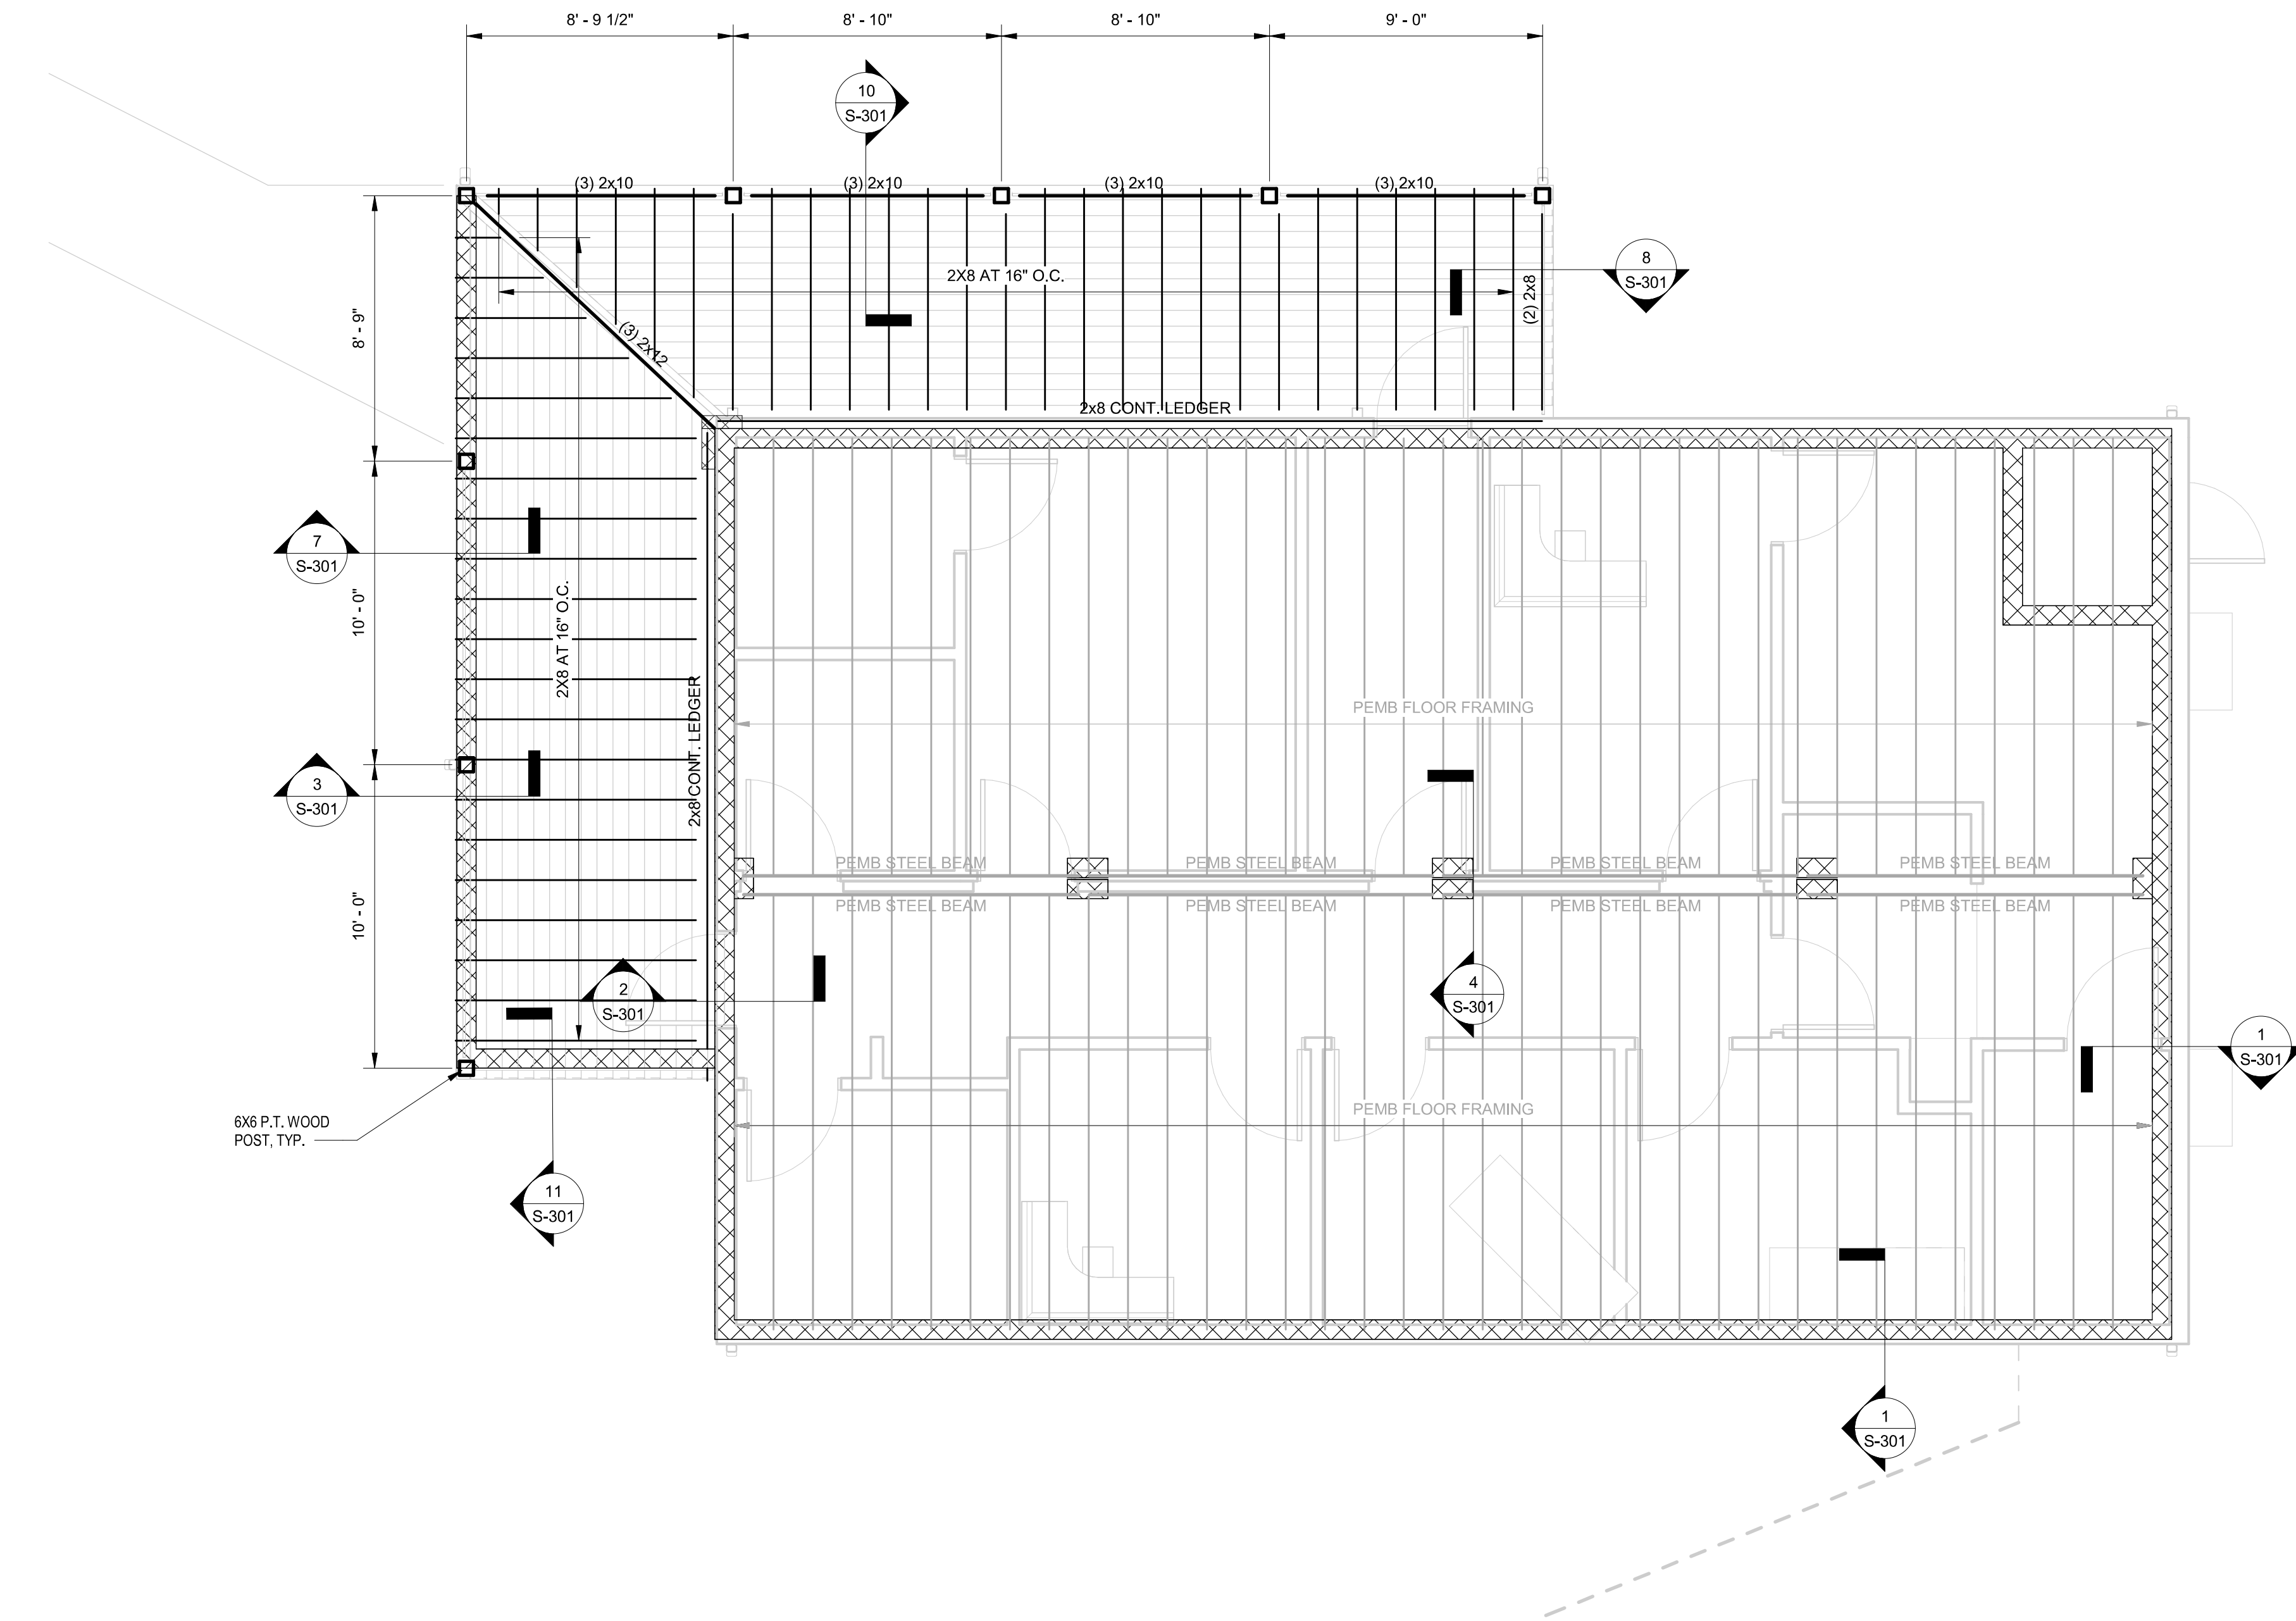 8' - 9 1/2"
8' - 10"
8' - 10"
9' - 0"
10
S-301
(3) 2x10
(3) 2x10
(3) 2x10
(3) 2x10
8
S-301
2X8 AT 16" O.C.
(2) 2x8
8' - 9"
(3) 2x12
2x8 CONT. LEDGER
7
S-301
10' - 0"
2X8 AT 16" O.C.
2x8 CONT. LEDGER
PEMB FLOOR FRAMING
3
S-301
PEMB STEEL BEAM
PEMB STEEL BEAM
PEMB STEEL BEAM
PEMB STEEL BEAM
PEMB STEEL BEAM
PEMB STEEL BEAM
PEMB STEEL BEAM
PEMB STEEL BEAM
10' - 0"
2
S-301
4
S-301
1
S-301
PEMB FLOOR FRAMING
6X6 P.T. WOOD
POST, TYP.
11
S-301
1
S-301